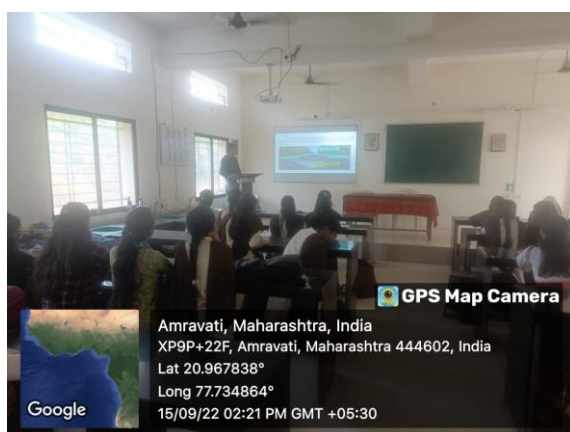 GPS Map Camera
Amravati, Maharashtra, India
XP9P+22F, Amravati, Maharashtra 444602, India
Lat 20.967838°
Long 77.734864°
15/09/22 02:21 PM GMT +05:30
Google